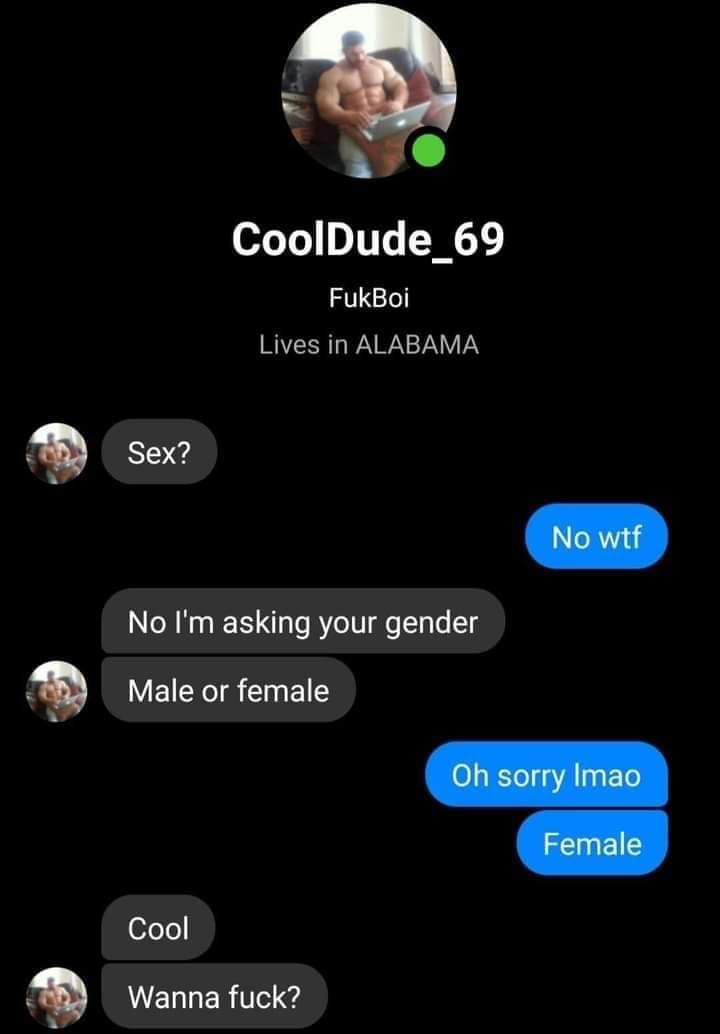 CoolDude_69
FukBoi
Lives in ALABAMA
Sex?
No wtf
No I'm asking your gender
Male or female
Oh sorry lmao
Female
Cool
Wanna fuck?